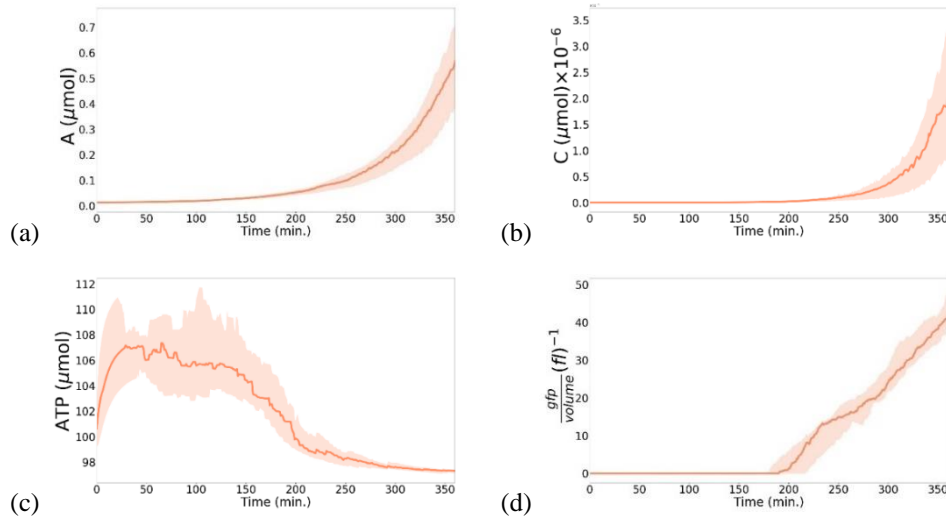 0.7
0.6
0.5
0.4
0.3
0.2
0.1
0.0
A (μmol)
0 50 100 150 200 250 300 350
Time (min.)
(a)
3.5
3.0
2.5
2.0
1.5
1.0
0.5
0.0
C (μmol)×10⁻⁶
0 50 100 150 200 250 300 350
Time (min.)
(b)
112
110
108
106
104
102
100
98
ATP (μmol)
0 50 100 150 200 250 300 350
Time (min.)
(c)
50
40
30
20
10
0
gfp
volume (fl)⁻¹
0 50 100 150 200 250 300 350
Time (min.)
(d)